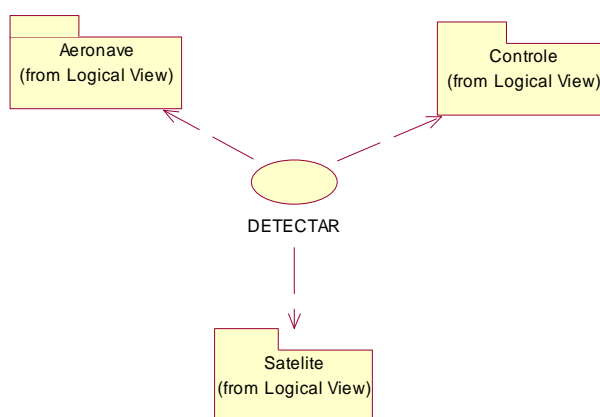 Aeronave
(from Logical View)
Controle
(from Logical View)
DETECTAR
Satelite
(from Logical View)